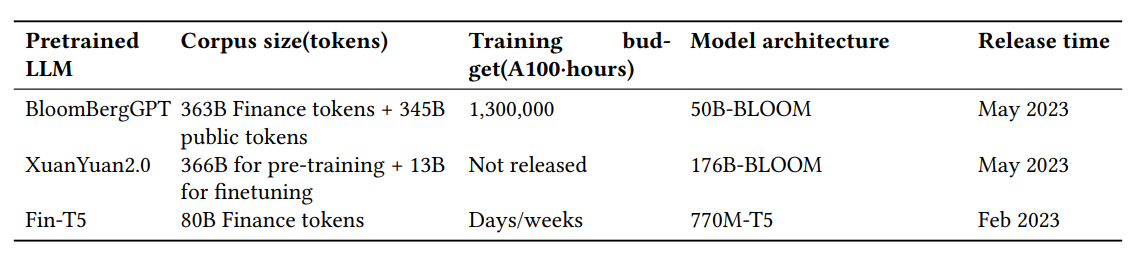 Pretrained LLM | Corpus size(tokens) | Training bud-get(A100·hours) | Model architecture | Release time
BloomBergGPT | 363B Finance tokens + 345B public tokens | 1,300,000 | 50B-BLOOM | May 2023
XuanYuan2.0 | 366B for pre-training + 13B for finetuning | Not released | 176B-BLOOM | May 2023
Fin-T5 | 80B Finance tokens | Days/weeks | 770M-T5 | Feb 2023